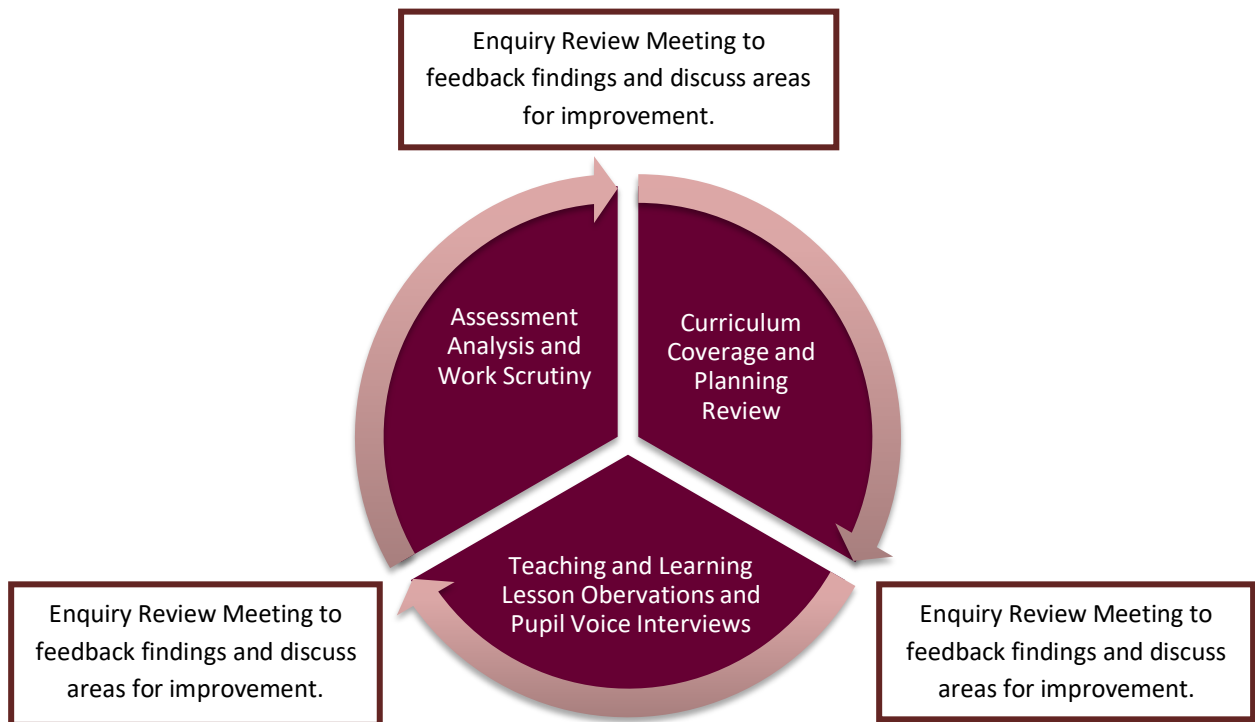 Enquiry Review Meeting to
feedback findings and discuss areas
for improvement.
Assessment
Analysis and
Work Scrutiny
Curriculum
Coverage and
Planning
Review
Teaching and Learning
Lesson Obervations and
Pupil Voice Interviews
Enquiry Review Meeting to
feedback findings and discuss
areas for improvement.
Enquiry Review Meeting to
feedback findings and discuss
areas for improvement.